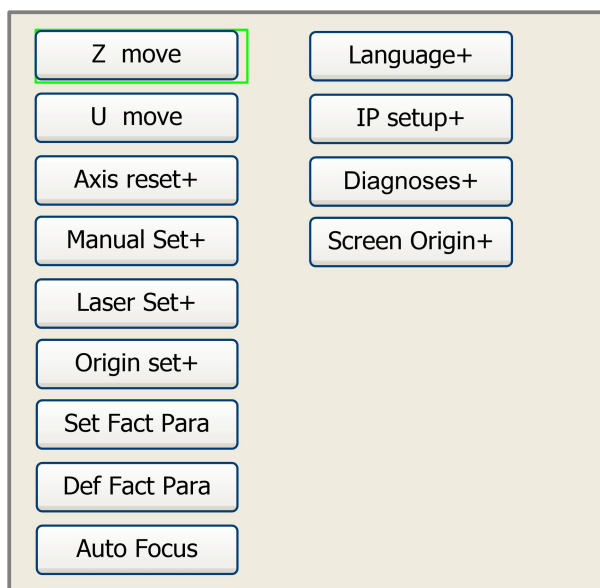 Z move
U move
Axis reset+
Manual Set+
Laser Set+
Origin set+
Set Fact Para
Def Fact Para
Auto Focus
Language+
IP setup+
Diagnoses+
Screen Origin+